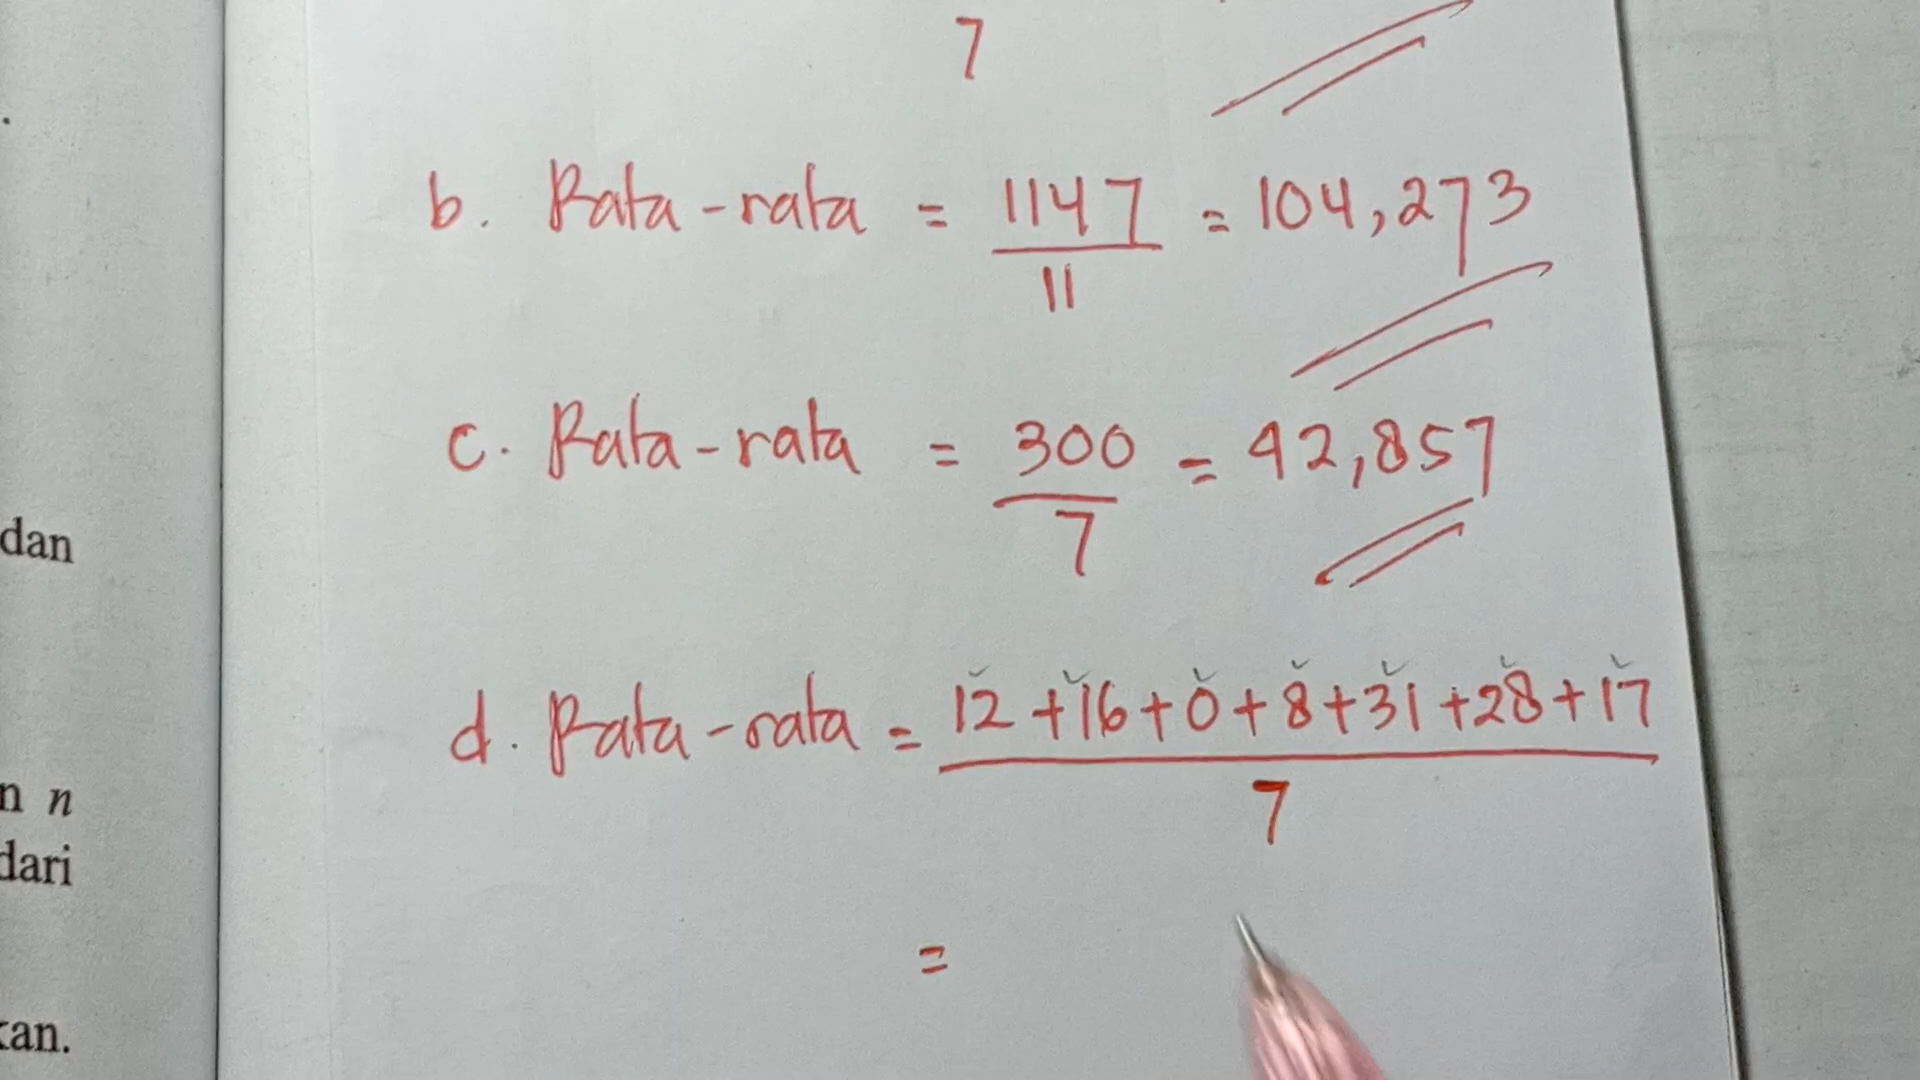 7
b. Rata-rata = 1147 = 104,273
11
c. Rata-rata = 300 = 42,857
7
dan
d. Rata-rata = 12 + 16 + 0 + 8 + 31 + 28 + 17
7
n n
dari
=
kan.